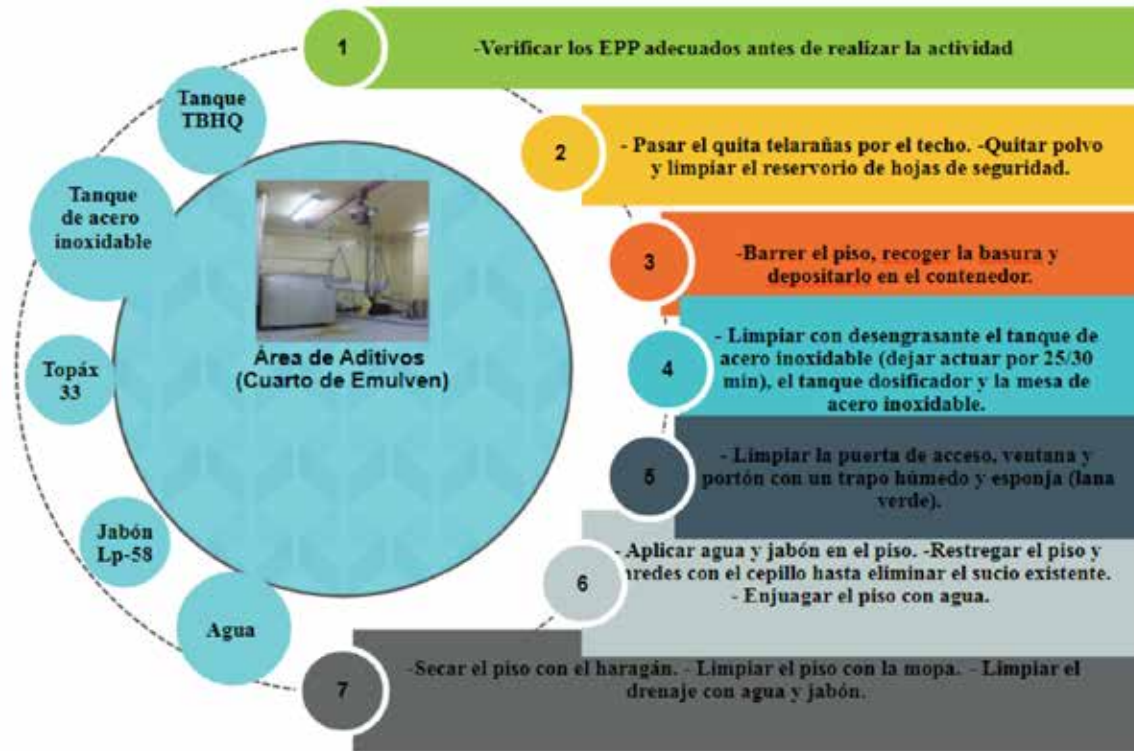 1
-Verificar los EPP adecuados antes de realizar la actividad
2
- Pasar el quita telarañas por el techo. -Quitar polvo
y limpiar el reservorio de hojas de seguridad.
3
-Barrer el piso, recoger la basura y
depositarlo en el contenedor.
4
- Limpiar con desengrasante el tanque de
acero inoxidable (dejar actuar por 25/30
min), el tanque dosificador y la mesa de
acero inoxidable.
5
- Limpiar la puerta de acceso, ventana y
portón con un trapo húmedo y esponja (lana
verde).
6
- Aplicar agua y jabón en el piso. -Restregar el piso y
aredes con el cepillo hasta eliminar el sucio existente.
- Enjuagar el piso con agua.
7
-Secar el piso con el haragán. - Limpiar el piso con la mopa. - Limpiar el
drenaje con agua y jabón.
Tanque
TBHQ
Tanque
de acero
inoxidable
Topáx
33
Jabón
Lp-58
Agua
Área de Aditivos
(Cuarto de Emulven)